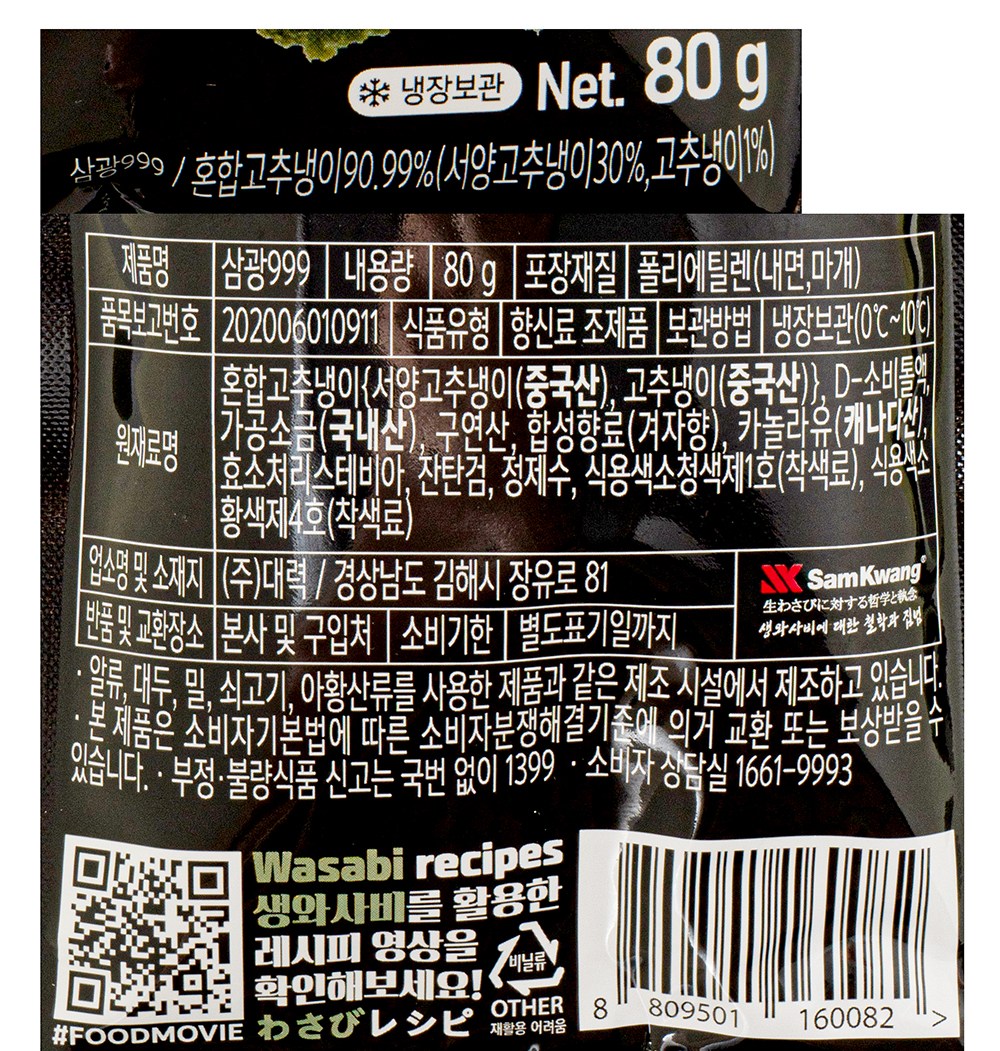 냉장보관 Net. 80 g
삼광999 / 혼합고추냉이90.99%(서양고추냉이30%,고추냉이1%)
제품명 삼광999 내용량 80 g 포장재질 폴리에틸렌(내면,마개)
품목보고번호 202006010911 식품유형 향신료 조제품 보관방법 냉장보관(0℃~10℃)
원재료명
혼합고추냉이{서양고추냉이(중국산), 고추냉이(중국산)}, D-소비톨액,
가공소금(국내산), 구연산, 합성향료(겨자향), 카놀라유(캐나다산),
효소처리스테비아, 잔탄검, 정제수, 식용색소청색제1호(착색료), 식용색소
황색제4호(착색료)
업소명 및 소재지 (주)대력 / 경상남도 김해시 장유로 81
반품 및 교환장소 본사 및 구입처 소비기한 별도표기일까지
SamKwang®
生わさびに対する哲学と執念
생와사비에 대한 철학과 집념
· 알류, 대두, 밀, 쇠고기, 아황산류를 사용한 제품과 같은 제조 시설에서 제조하고 있습니다.
· 본 제품은 소비자기본법에 따른 소비자분쟁해결기준에 의거 교환 또는 보상받을 수
있습니다. · 부정·불량식품 신고는 국번 없이 1399 · 소비자 상담실 1661-9993
#FOODMOVIE
Wasabi recipes
생와사비를 활용한
레시피 영상을
확인해보세요!
わさびレシピ
비닐류
OTHER
재활용 어려움
8 809501 160082 >